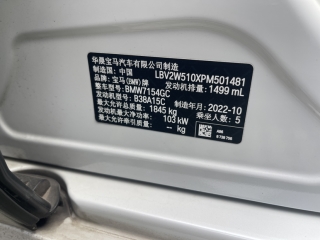 华晨宝马汽车有限公司制造
制造国: 中国 LBV2W510XPM501481
品牌: 宝马(BMW)牌 发动机排量: 1499 mL
整车型号: BMW7154GC
发动机型号: B38A15C 制造年月: 2022-10
最大允许总质量: 1845 kg 乘坐人数: 5
发动机最大净功率: 103 kW